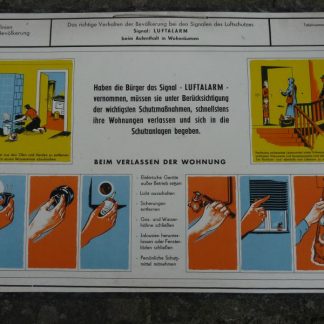 Das richtige Verhalten der Bevölkerung bei den Signalen des Luftschutzes
Signal: LUFTALARM
beim Aufenthalt in Wohnräumen
Bevölkerung
Haben die Bürger das Signal - LUFTALARM -
vernommen, müssen sie unter Berücksichtigung
der wichtigsten Schutzmaßnahmen, schnellstens
ihre Wohnungen verlassen und sich in die
Schutzanlagen begeben.
BEIM VERLASSEN DER WOHNUNG
· Elektrische Geräte
außer Betrieb setzen
· Licht ausschalten
· Sicherungen
entfernen
· Gas- und Wasser-
hähne schließen
· Jalousien herunter-
lassen oder Fenster-
läden schließen
· Persönliche Schutz-
mittel mitnehmen